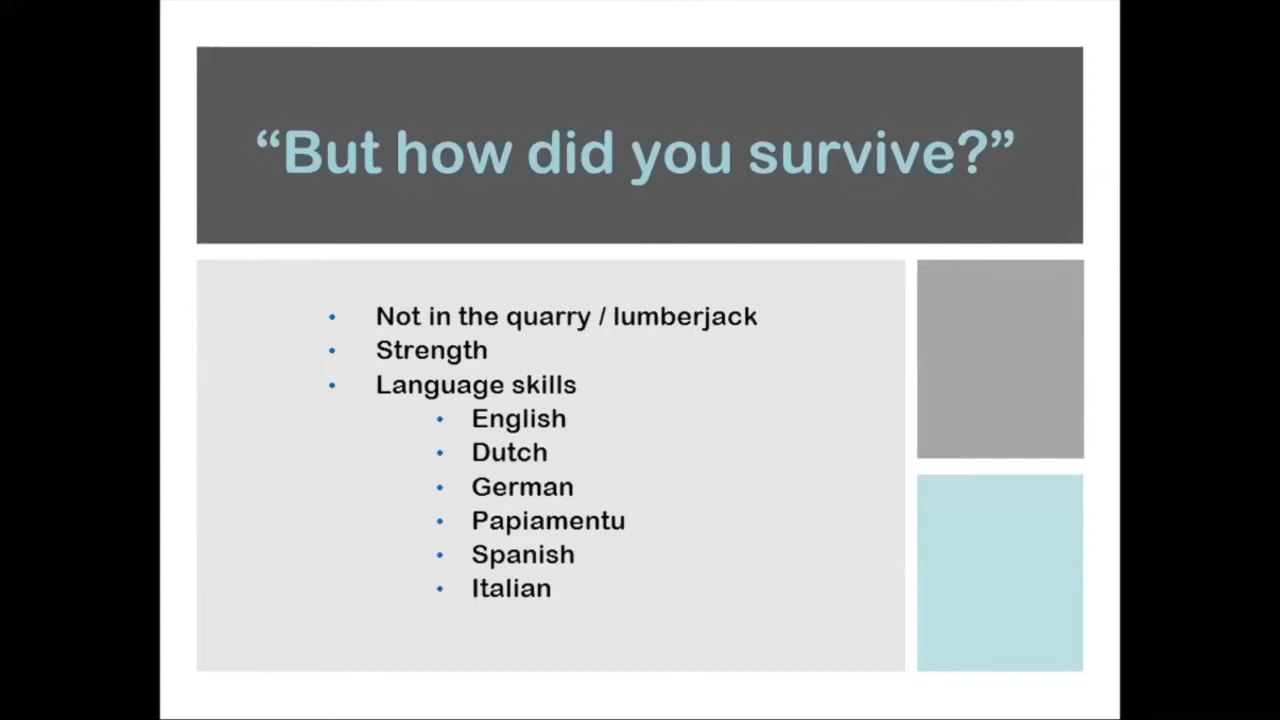 “But how did you survive?”
• Not in the quarry / lumberjack
• Strength
• Language skills
• English
• Dutch
• German
• Papiamentu
• Spanish
• Italian